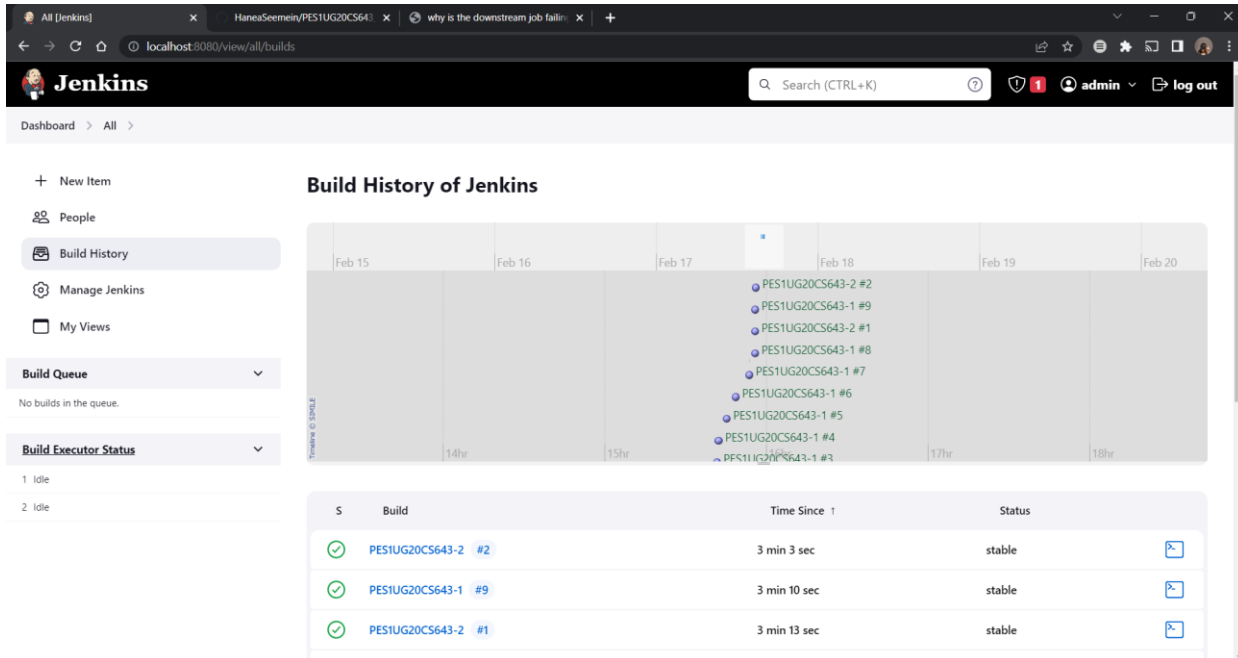 All [Jenkins]
HaneaSeemein/PES1UG20CS643
why is the downstream job failing
localhost:8080/view/all/builds
Jenkins
Search (CTRL+K)
1
admin
log out
Dashboard > All >
New Item
People
Build History
Manage Jenkins
My Views
Build Queue
No builds in the queue.
Build Executor Status
1 Idle
2 Idle
Build History of Jenkins
Feb 15 Feb 16 Feb 17 Feb 18 Feb 19 Feb 20
PES1UG20CS643-2 #2
PES1UG20CS643-1 #9
PES1UG20CS643-2 #1
PES1UG20CS643-1 #8
PES1UG20CS643-1 #7
PES1UG20CS643-1 #6
PES1UG20CS643-1 #5
PES1UG20CS643-1 #4
PES1UG20CS643-1 #3
14hr 15hr 16hr 17hr 18hr
Timeline © SIMILE
S Build Time Since ↑ Status
PES1UG20CS643-2 #2 3 min 3 sec stable
PES1UG20CS643-1 #9 3 min 10 sec stable
PES1UG20CS643-2 #1 3 min 13 sec stable